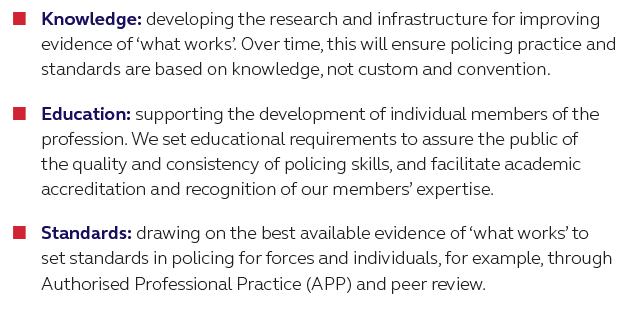 Knowledge: developing the research and infrastructure for improving
evidence of ‘what works’. Over time, this will ensure policing practice and
standards are based on knowledge, not custom and convention.
Education: supporting the development of individual members of the
profession. We set educational requirements to assure the public of
the quality and consistency of policing skills, and facilitate academic
accreditation and recognition of our members’ expertise.
Standards: drawing on the best available evidence of ‘what works’ to
set standards in policing for forces and individuals, for example, through
Authorised Professional Practice (APP) and peer review.